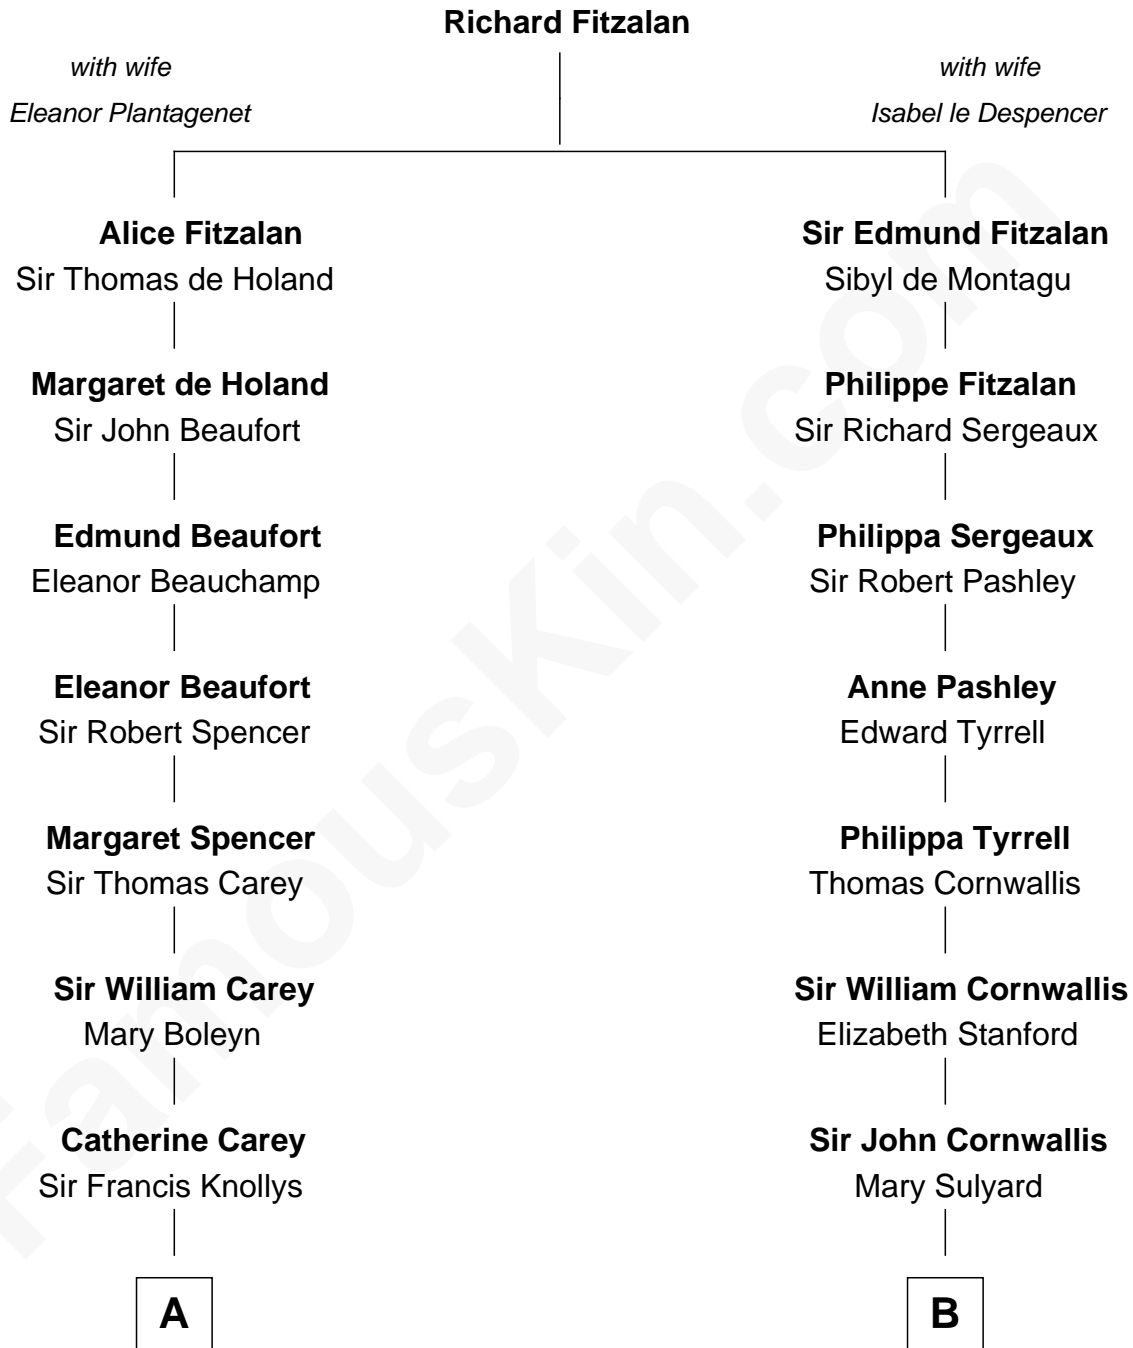 Richard Fitzalan
with wife
Eleanor Plantagenet
with wife
Isabel le Despencer
Alice Fitzalan
Sir Thomas de Holand
Sir Edmund Fitzalan
Sibyl de Montagu
Margaret de Holand
Sir John Beaufort
Philippe Fitzalan
Sir Richard Sergeaux
Edmund Beaufort
Eleanor Beauchamp
Philippa Sergeaux
Sir Robert Pashley
Eleanor Beaufort
Sir Robert Spencer
Anne Pashley
Edward Tyrrell
Margaret Spencer
Sir Thomas Carey
Philippa Tyrrell
Thomas Cornwallis
Sir William Carey
Mary Boleyn
Sir William Cornwallis
Elizabeth Stanford
Catherine Carey
Sir Francis Knollys
Sir John Cornwallis
Mary Sulyard
A
B
FamousKin.com